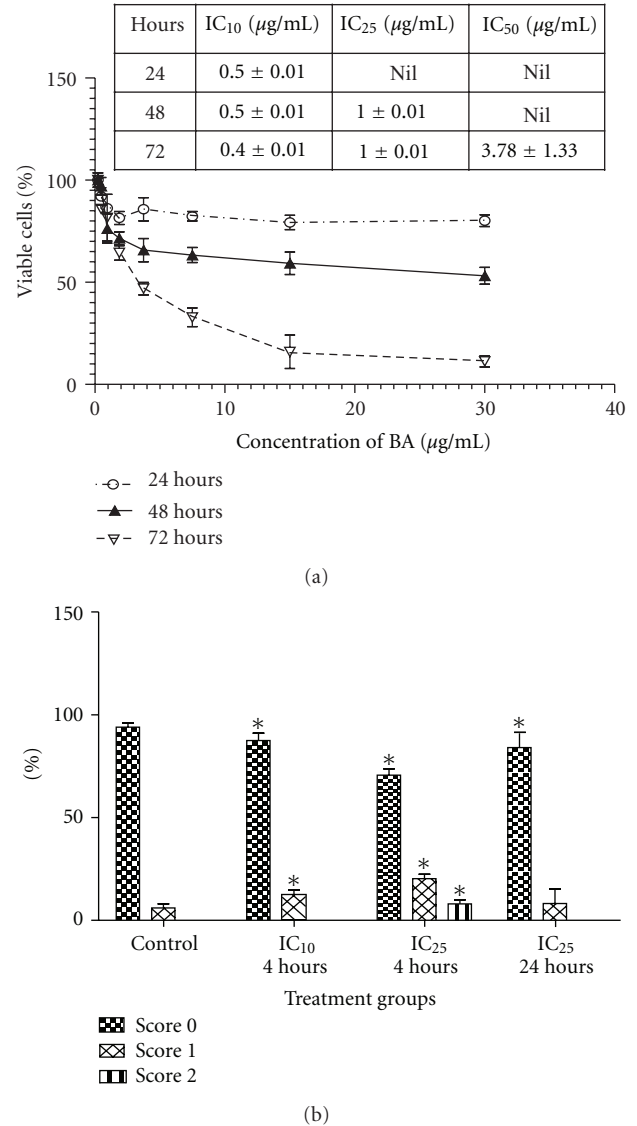 Hours IC₁₀ (μg/mL) IC₂₅ (μg/mL) IC₅₀ (μg/mL)
24 0.5 ± 0.01 Nil Nil
48 0.5 ± 0.01 1 ± 0.01 Nil
72 0.4 ± 0.01 1 ± 0.01 3.78 ± 1.33
150
100
50
0
Viable cells (%)
0 10 20 30 40
Concentration of BA (μg/mL)
24 hours
48 hours
72 hours
(a)
150
100
50
0
(%)
* * * * * *
Control IC₁₀ IC₂₅ IC₂₅
4 hours 4 hours 24 hours
Treatment groups
Score 0
Score 1
Score 2
(b)